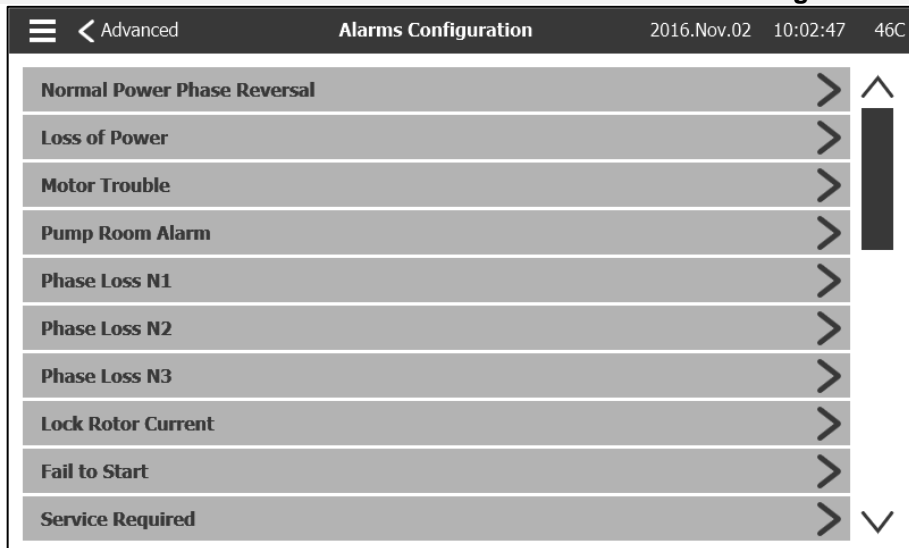 Advanced Alarms Configuration 2016.Nov.02 10:02:47 46C
Normal Power Phase Reversal
Loss of Power
Motor Trouble
Pump Room Alarm
Phase Loss N1
Phase Loss N2
Phase Loss N3
Lock Rotor Current
Fail to Start
Service Required